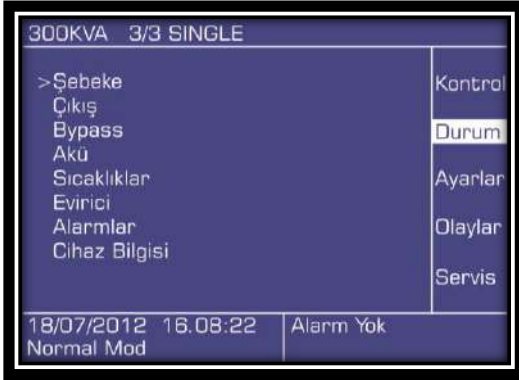 300KVA 3/3 SINGLE
>Şebeke
Çıkış
Bypass
Akü
Sıcaklıklar
Evirici
Alarmlar
Cihaz Bilgisi
Kontrol
Durum
Ayarlar
Olaylar
Servis
18/07/2012 16.08:22
Normal Mod
Alarm Yok